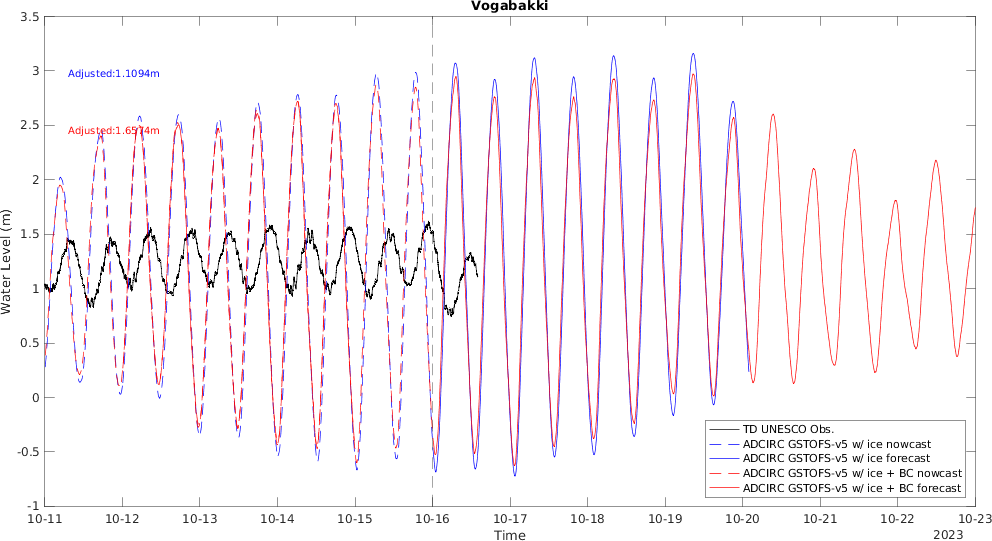 Vogabakki
3.5
3
2.5
2
1.5
1
0.5
0
-0.5
-1
Water Level (m)
Adjusted:1.1094m
Adjusted:1.6574m
TD UNESCO Obs.
ADCIRC GSTOFS-v5 w/ ice nowcast
ADCIRC GSTOFS-v5 w/ ice forecast
ADCIRC GSTOFS-v5 w/ ice + BC nowcast
ADCIRC GSTOFS-v5 w/ ice + BC forecast
10-11 10-12 10-13 10-14 10-15 10-16 10-17 10-18 10-19 10-20 10-21 10-22 10-23
Time
2023